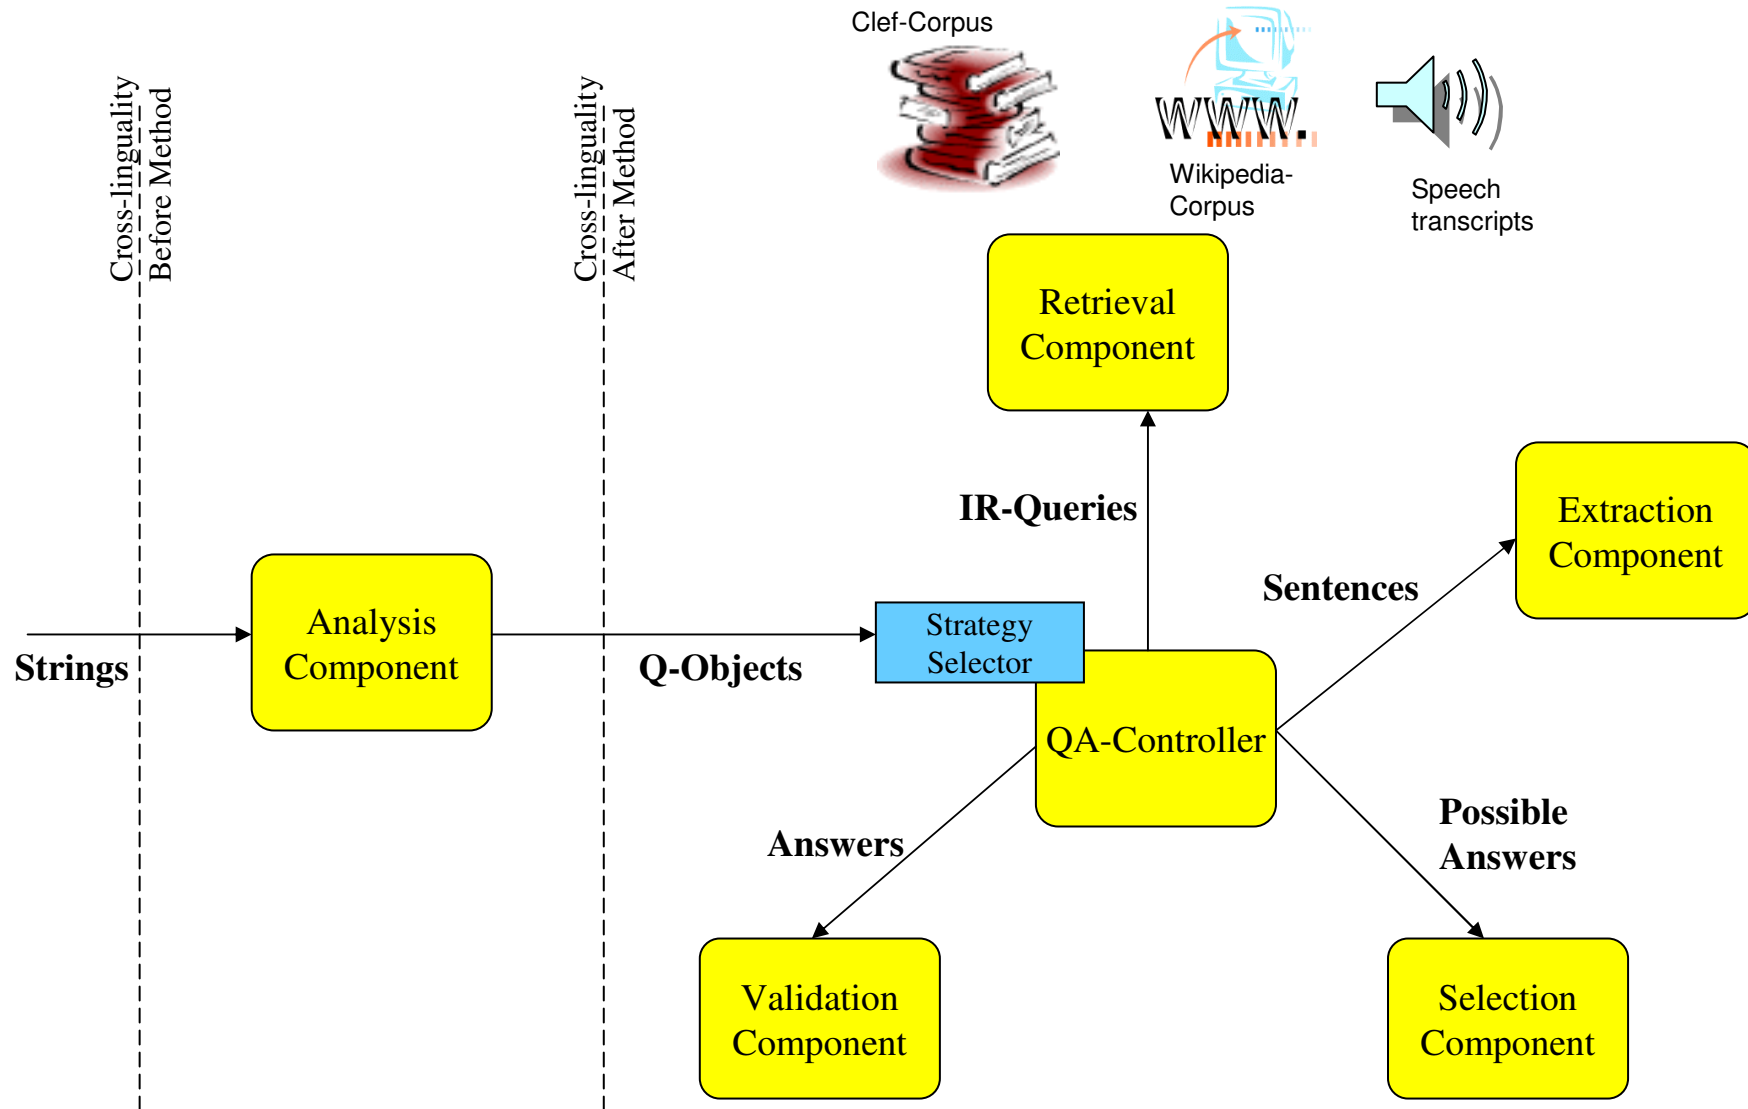 Clef-Corpus
WWW.
Wikipedia-
Corpus
Speech
transcripts
Cross-linguality
Before Method
Cross-linguality
After Method
Retrieval
Component
IR-Queries
Extraction
Component
Sentences
Analysis
Component
Strings
Q-Objects
Strategy
Selector
QA-Controller
Possible
Answers
Answers
Validation
Component
Selection
Component